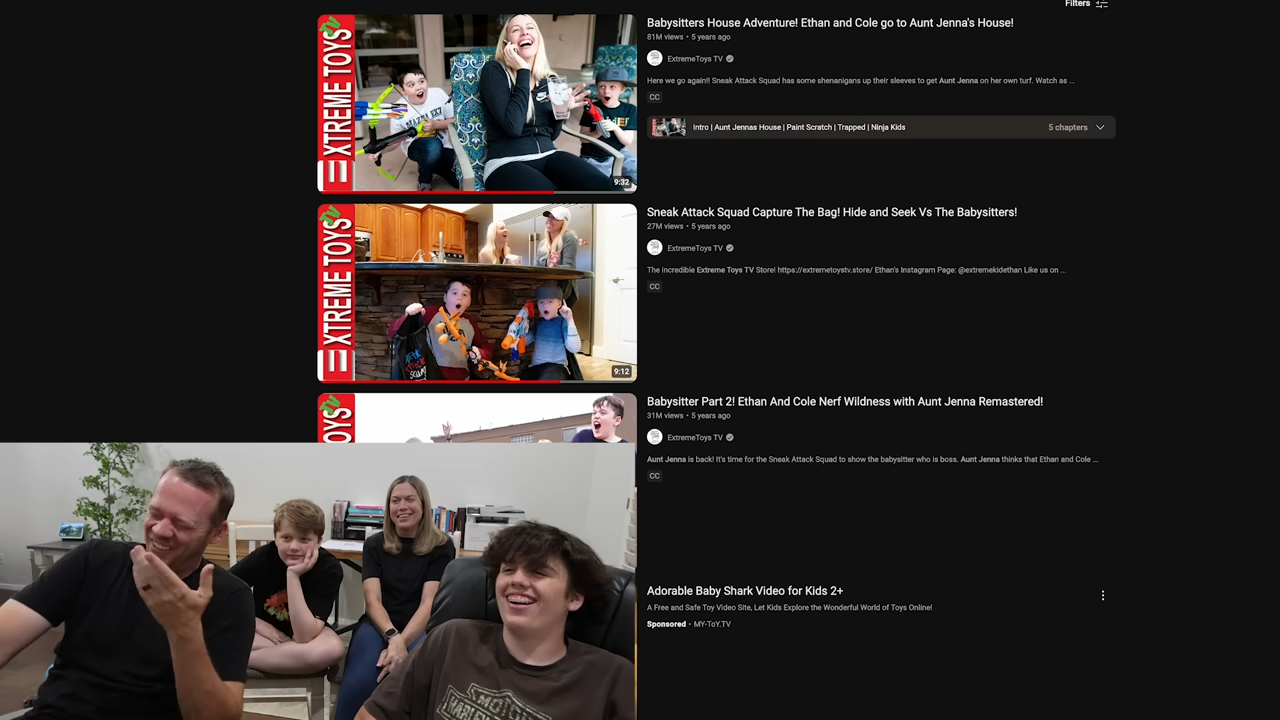 Filters
Babysitters House Adventure! Ethan and Cole go to Aunt Jenna's House!
81M views • 5 years ago
ExtremeToys TV
Here we go again!! Sneak Attack Squad has some shenanigans up their sleeves to get Aunt Jenna on her own turf. Watch as ...
CC
Intro | Aunt Jennas House | Paint Scratch | Trapped | Ninja Kids
5 chapters
EXTREME TOYS TV
9:32
Sneak Attack Squad Capture The Bag! Hide and Seek Vs The Babysitters!
27M views • 5 years ago
ExtremeToys TV
The incredible Extreme Toys TV Store! https://extremetoystv.store/ Ethan's Instagram Page: @extremekidethan Like us on ...
CC
EXTREME TOYS TV
9:12
Babysitter Part 2! Ethan And Cole Nerf Wildness with Aunt Jenna Remastered!
31M views • 5 years ago
ExtremeToys TV
Aunt Jenna is back! It's time for the Sneak Attack Squad to show the babysitter who is boss. Aunt Jenna thinks that Ethan and Cole ...
CC
OYS TV
Adorable Baby Shark Video for Kids 2+
A Free and Safe Toy Video Site, Let Kids Explore the Wonderful World of Toys Online!
Sponsored · MY-ToY.TV
MOTOR